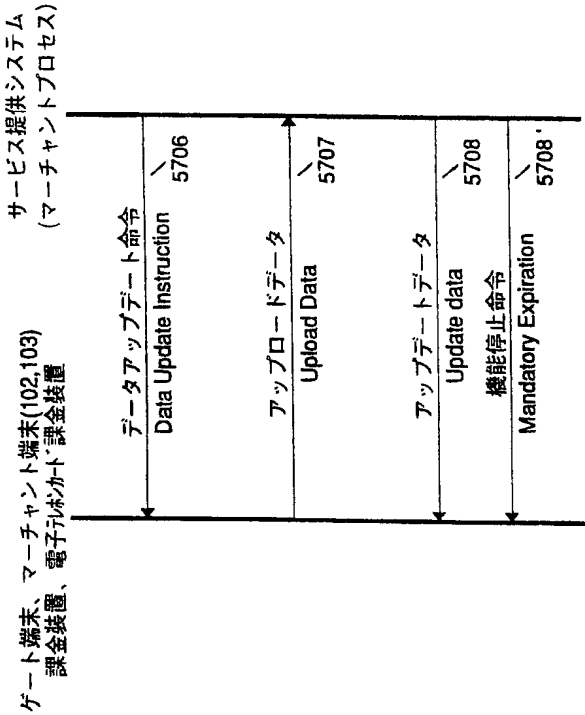 ゲート端末、マーチャント端末(102,103)
課金装置、電子テレホンカード課金装置
サービス提供システム
(マーチャントプロセス)
データアップデート命令
Data Update Instruction
5706
アップロードデータ
Upload Data
5707
アップデートデータ
Update data
5708
機能停止命令
Mandatory Expiration
5708'